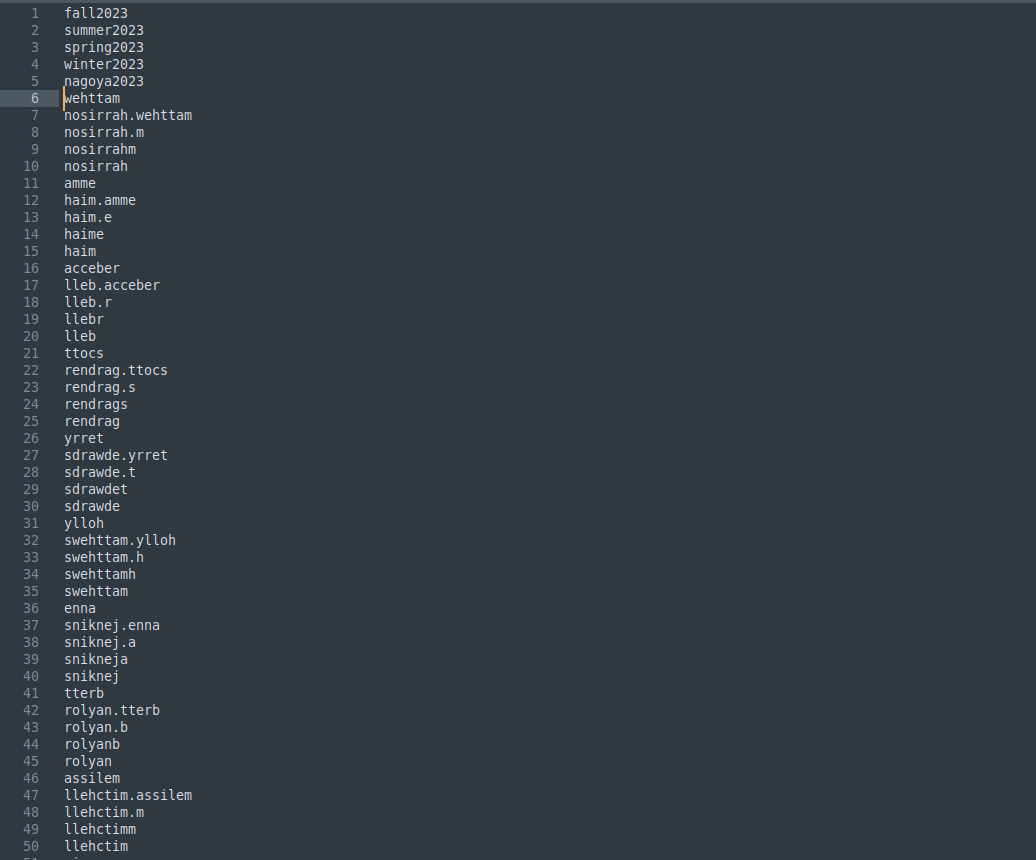 1 fall2023
2 summer2023
3 spring2023
4 winter2023
5 nagoya2023
6 wehttam
7 nosirrah.wehttam
8 nosirrah.m
9 nosirrahm
10 nosirrah
11 amme
12 haim.amme
13 haim.e
14 haime
15 haim
16 acceber
17 lleb.acceber
18 lleb.r
19 llebr
20 lleb
21 ttocs
22 rendrag.ttocs
23 rendrag.s
24 rendrags
25 rendrag
26 yrret
27 sdrawde.yrret
28 sdrawde.t
29 sdrawdet
30 sdrawde
31 ylloh
32 swehttam.ylloh
33 swehttam.h
34 swehttamh
35 swehttam
36 enna
37 sniknej.enna
38 sniknej.a
39 snikneja
40 sniknej
41 tterb
42 rolyan.tterb
43 rolyan.b
44 rolyanb
45 rolyan
46 assilem
47 llehctim.assilem
48 llehctim.m
49 llehctimm
50 llehctim